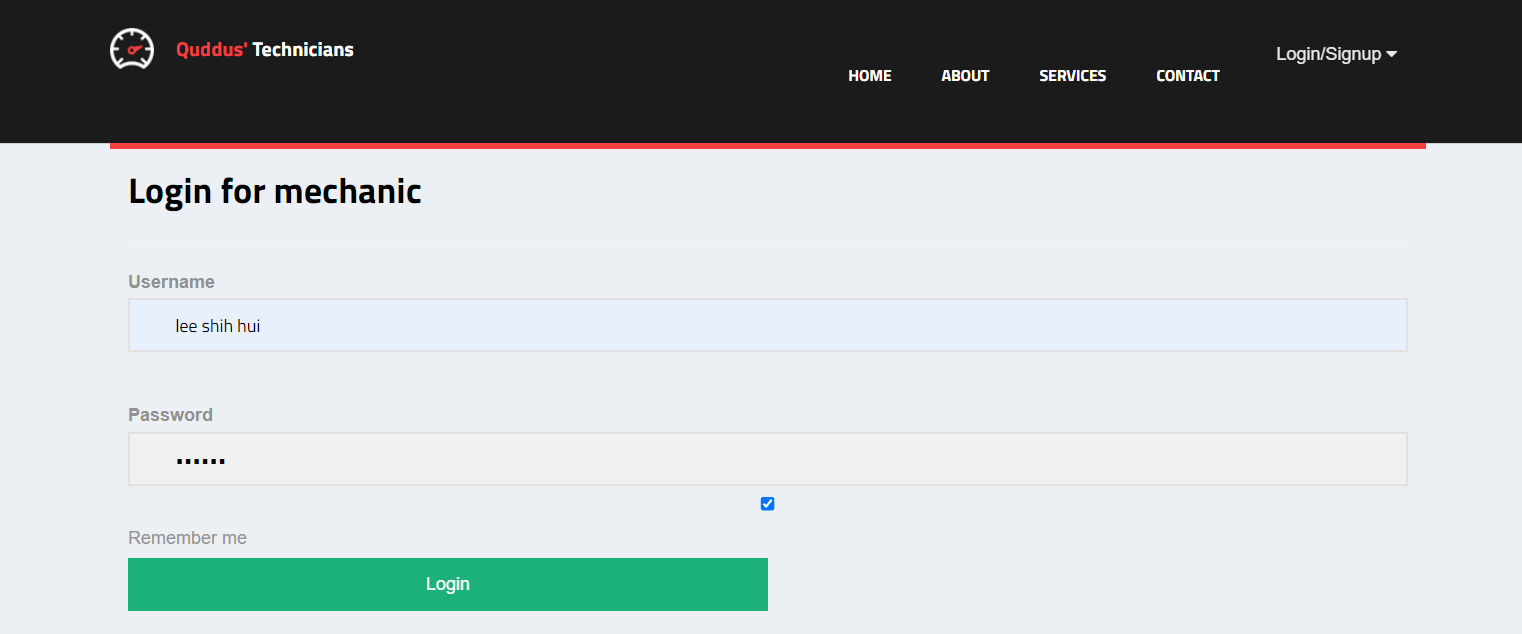 Quddus' Technicians
HOME ABOUT SERVICES CONTACT Login/Signup
Login for mechanic
Username
lee shih hui
Password
••••••
Remember me
Login